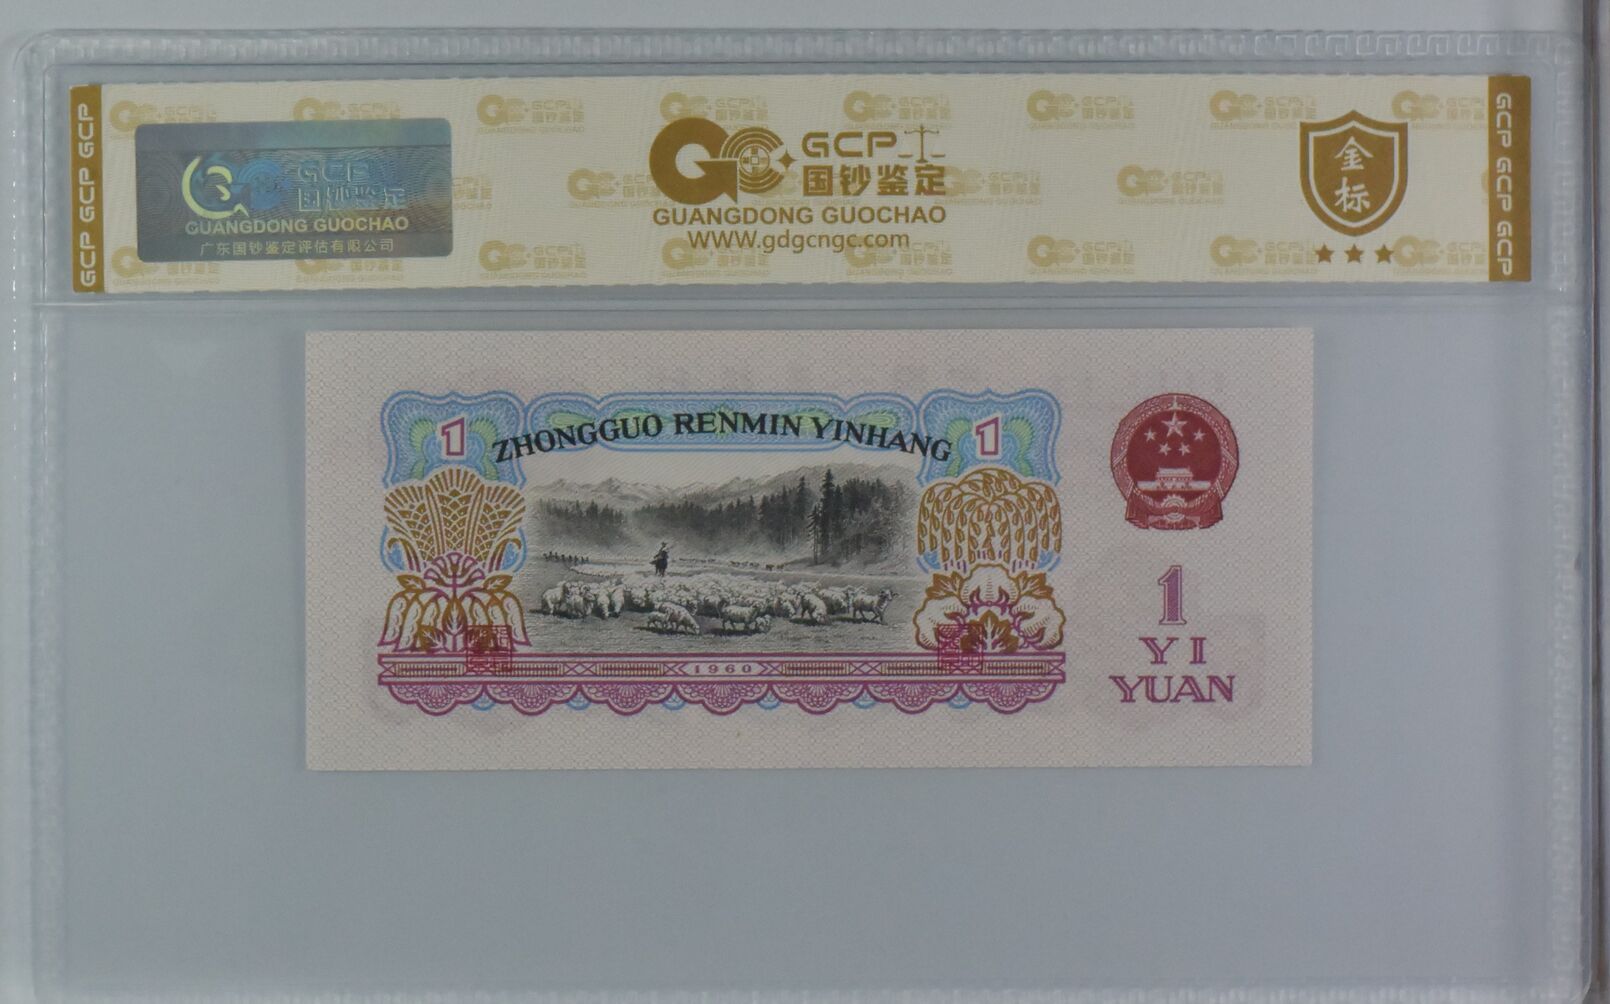 GCP GCP GCP
GCP
国钞鉴定
GUANGDONG GUOCHAO
广东国钞鉴定评估有限公司
GCP
国钞鉴定
GUANGDONG GUOCHAO
WWW.gdgcngc.com
金
标
GCP GCP GCP
1
ZHONGGUO RENMIN YINHANG
1
1960
1
YI
YUAN